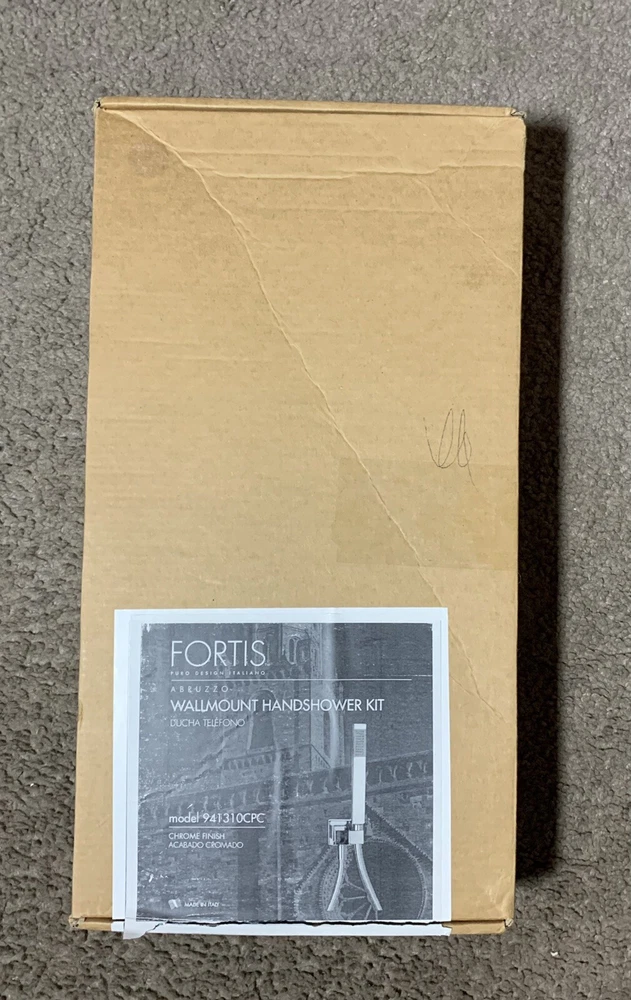 FORTIS
PURO DESIGN ITALIANO
ABRUZZO
WALLMOUNT HANDSHOWER KIT
DUCHA TELÉFONO
model 941310CPC
CHROME FINISH
ACABADO CROMADO
MADE IN ITALY